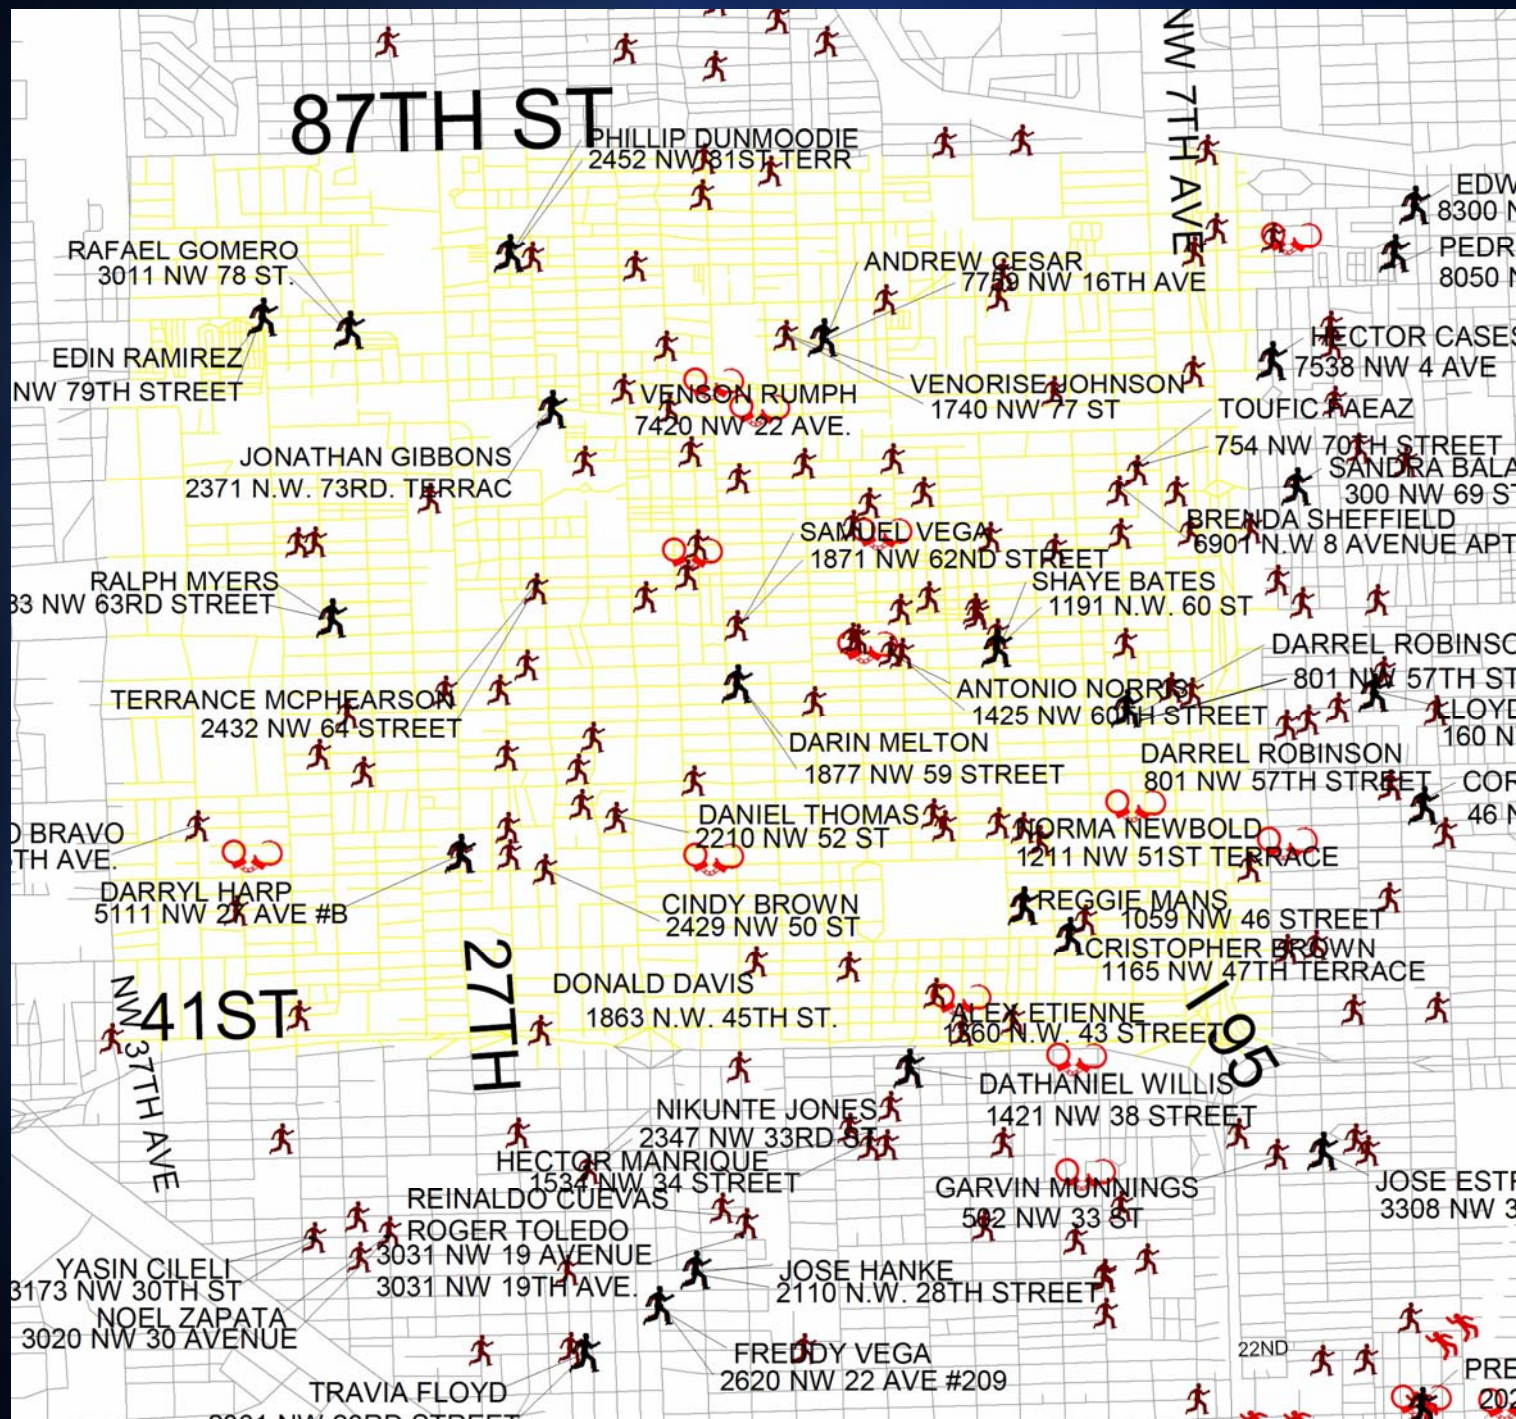 87TH ST
NW 7TH AVE
PHILLIP DUNMOODIE
2452 NW 81ST TERR
EDW
8300 N
RAFAEL GOMERO
3011 NW 78 ST.
ANDREW CESAR
7759 NW 16TH AVE
PEDR
8050 N
EDIN RAMIREZ
NW 79TH STREET
HECTOR CASES
7538 NW 4 AVE
VENSON RUMPH
7420 NW 22 AVE.
VENORISE JOHNSON
1740 NW 77 ST
TOUFIC FAEAZ
754 NW 70TH STREET
JONATHAN GIBBONS
2371 N.W. 73RD. TERRAC
SANDRA BALA
300 NW 69 ST
SAMUEL VEGA
1871 NW 62ND STREET
BRENDA SHEFFIELD
6901 N.W 8 AVENUE APT
RALPH MYERS
83 NW 63RD STREET
SHAYE BATES
1191 N.W. 60 ST
DARREL ROBINSO
801 NW 57TH ST
TERRANCE MCPHEARSON
2432 NW 64 STREET
ANTONIO NORRIS
1425 NW 60TH STREET
LLOYD
160 N
DARIN MELTON
1877 NW 59 STREET
DARREL ROBINSON
801 NW 57TH STREET
COR
46 N
O BRAVO
TH AVE.
DANIEL THOMAS
2210 NW 52 ST
NORMA NEWBOLD
1211 NW 51ST TERRACE
DARRYL HARP
5111 NW 27 AVE #B
CINDY BROWN
2429 NW 50 ST
REGGIE MANS
1059 NW 46 STREET
CRISTOPHER BROWN
1165 NW 47TH TERRACE
27TH
DONALD DAVIS
1863 N.W. 45TH ST.
NW 37TH AVE
41ST
I 95
ALEX ETIENNE
N.W. 43 STREET
DATHANIEL WILLIS
1421 NW 38 STREET
NIKUNTE JONES
2347 NW 33RD ST
HECTOR MANRIQUE
1534 NW 34 STREET
GARVIN MUNNINGS
NW 33 ST
JOSE ESTR
3308 NW 3
REINALDO CUEVAS
ROGER TOLEDO
3031 NW 19 AVENUE
3031 NW 19TH AVE.
YASIN CILELI
3173 NW 30TH ST
JOSE HANKE
2110 N.W. 28TH STREET
NOEL ZAPATA
3020 NW 30 AVENUE
FREDDY VEGA
2620 NW 22 AVE #209
22ND
PRE
202
TRAVIA FLOYD